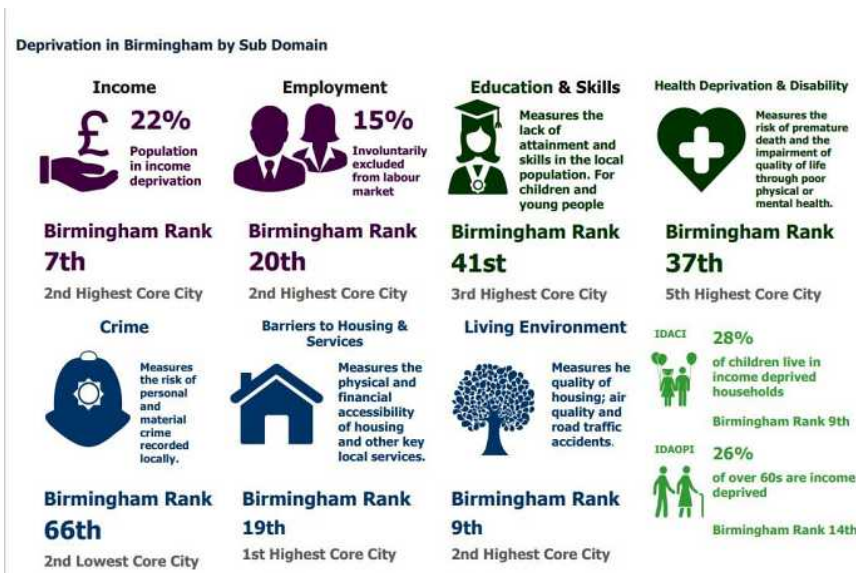 Deprivation in Birmingham by Sub Domain
Income
£
22%
Population
in income
deprivation
Birmingham Rank
7th
2nd Highest Core City
Employment
15%
Involuntarily
excluded
from labour
market
Birmingham Rank
20th
2nd Highest Core City
Education & Skills
Measures the
lack of
attainment and
skills in the local
population. For
children and
young people
Birmingham Rank
41st
3rd Highest Core City
Health Deprivation & Disability
Measures the
risk of premature
death and the
impairment of
quality of life
through poor
physical or
mental health.
Birmingham Rank
37th
5th Highest Core City
Crime
Measures
the risk of
personal
and
material
crime
recorded
locally.
Birmingham Rank
66th
2nd Lowest Core City
Barriers to Housing &
Services
Measures the
physical and
financial
accessibility
of housing
and other key
local services.
Birmingham Rank
19th
1st Highest Core City
Living Environment
Measures he
quality of
housing; air
quality and
road traffic
accidents.
Birmingham Rank
9th
2nd Highest Core City
IDACI
28%
of children live in
income deprived
households
Birmingham Rank 9th
IDAOPI
26%
of over 60s are income
deprived
Birmingham Rank 14th